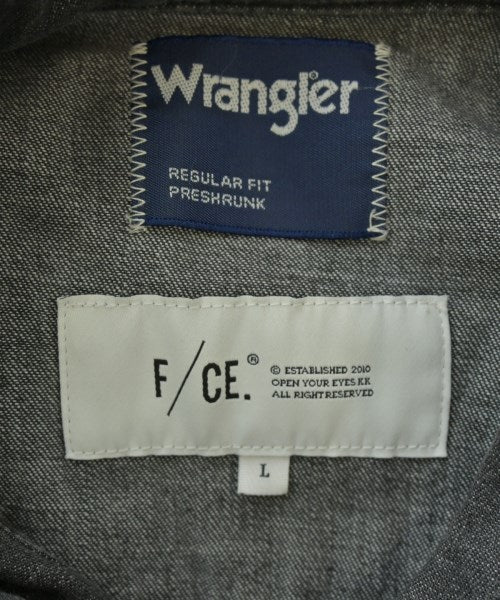 Wrangler®
REGULAR FIT
PRESHRUNK
F/CE.®
© ESTABLISHED 2010
OPEN YOUR EYES KK
ALL RIGHT RESERVED
L